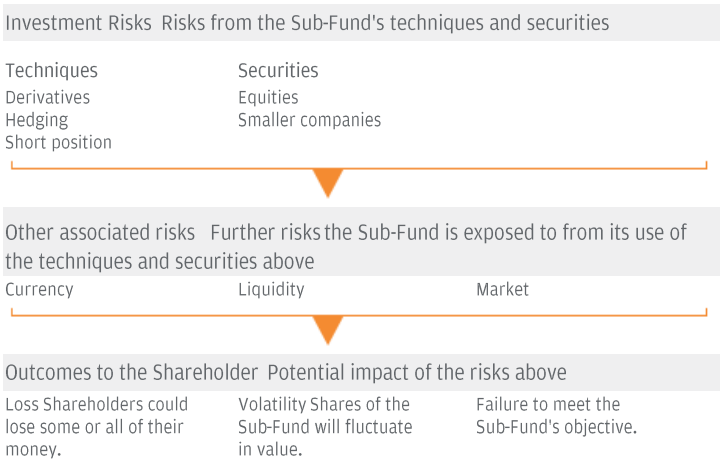 Investment Risks Risks from the Sub-Fund's techniques and securities
Techniques
Derivatives
Hedging
Short position
Securities
Equities
Smaller companies
Other associated risks Further risks the Sub-Fund is exposed to from its use of
the techniques and securities above
Currency
Liquidity
Market
Outcomes to the Shareholder Potential impact of the risks above
Loss Shareholders could
lose some or all of their
money.
Volatility Shares of the
Sub-Fund will fluctuate
in value.
Failure to meet the
Sub-Fund's objective.